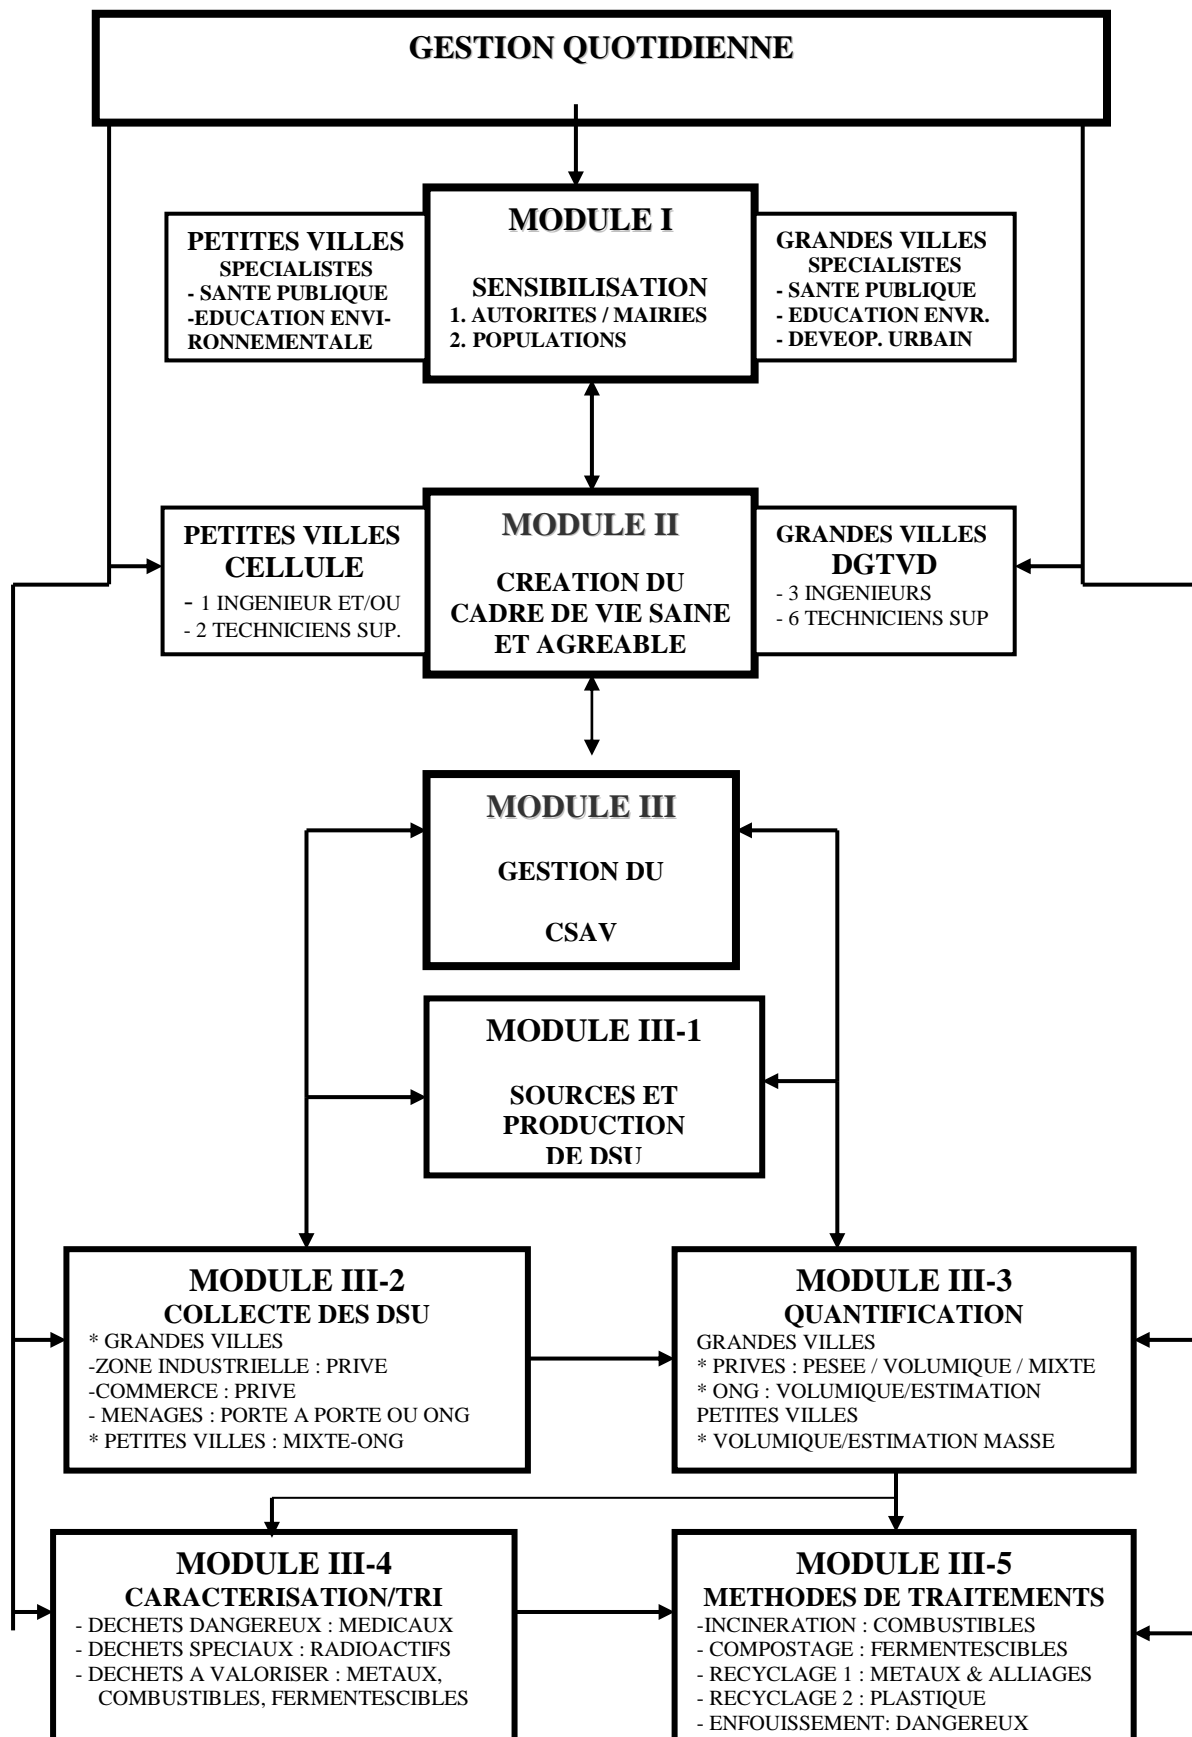 GESTION QUOTIDIENNE
PETITES VILLES
SPECIALISTES
- SANTE PUBLIQUE
-EDUCATION ENVI-
RONNEMENTALE
MODULE I
SENSIBILISATION
1. AUTORITES / MAIRIES
2. POPULATIONS
GRANDES VILLES
SPECIALISTES
- SANTE PUBLIQUE
- EDUCATION ENVR.
- DEVEOP. URBAIN
PETITES VILLES
CELLULE
- 1 INGENIEUR ET/OU
- 2 TECHNICIENS SUP.
MODULE II
CREATION DU
CADRE DE VIE SAINE
ET AGREABLE
GRANDES VILLES
DGTVD
- 3 INGENIEURS
- 6 TECHNICIENS SUP
MODULE III
GESTION DU
CSAV
MODULE III-1
SOURCES ET
PRODUCTION
DE DSU
MODULE III-2
COLLECTE DES DSU
* GRANDES VILLES
-ZONE INDUSTRIELLE : PRIVE
-COMMERCE : PRIVE
- MENAGES : PORTE A PORTE OU ONG
* PETITES VILLES : MIXTE-ONG
MODULE III-3
QUANTIFICATION
GRANDES VILLES
* PRIVES : PESEE / VOLUMIQUE / MIXTE
* ONG : VOLUMIQUE/ESTIMATION
PETITES VILLES
* VOLUMIQUE/ESTIMATION MASSE
MODULE III-4
CARACTERISATION/TRI
- DECHETS DANGEREUX : MEDICAUX
- DECHETS SPECIAUX : RADIOACTIFS
- DECHETS A VALORISER : METAUX,
COMBUSTIBLES, FERMENTESCIBLES
MODULE III-5
METHODES DE TRAITEMENTS
-INCINERATION : COMBUSTIBLES
- COMPOSTAGE : FERMENTESCIBLES
- RECYCLAGE 1 : METAUX & ALLIAGES
- RECYCLAGE 2 : PLASTIQUE
- ENFOUISSEMENT: DANGEREUX